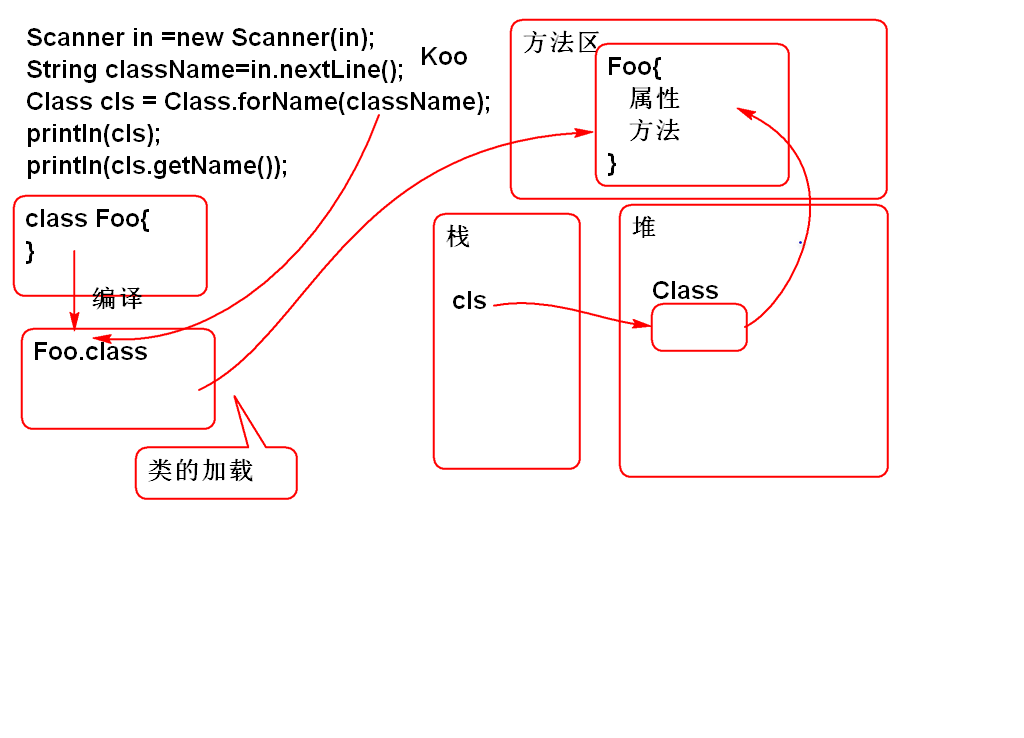 Scanner in =new Scanner(in);
String className=in.nextLine();
Koo
Class cls = Class.forName(className);
println(cls);
println(cls.getName());
class Foo{
}
编译
Foo.class
类的加载
方法区
Foo{
属性
方法
}
栈
cls
堆
Class